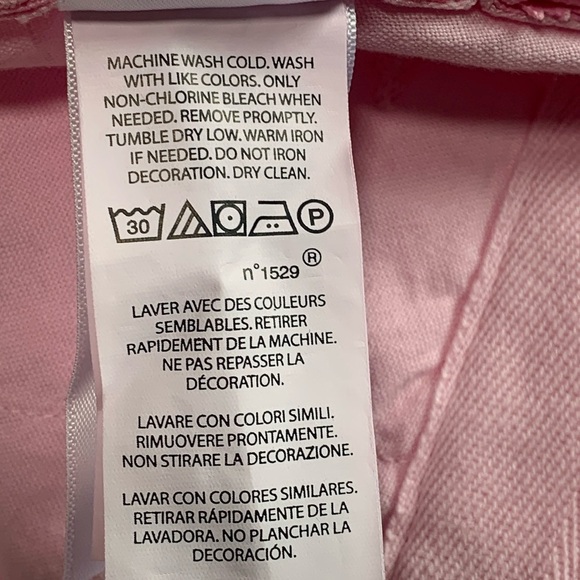 MACHINE WASH COLD. WASH
WITH LIKE COLORS. ONLY
NON-CHLORINE BLEACH WHEN
NEEDED. REMOVE PROMPTLY.
TUMBLE DRY LOW. WARM IRON
IF NEEDED. DO NOT IRON
DECORATION. DRY CLEAN.
30 P
n°1529 ®
LAVER AVEC DES COULEURS
SEMBLABLES. RETIRER
RAPIDEMENT DE LA MACHINE.
NE PAS REPASSER LA
DÉCORATION.
LAVARE CON COLORI SIMILI.
RIMUOVERE PRONTAMENTE.
NON STIRARE LA DECORAZIONE.
LAVAR CON COLORES SIMILARES.
RETIRAR RÁPIDAMENTE DE LA
LAVADORA. NO PLANCHAR LA
DECORACIÓN.